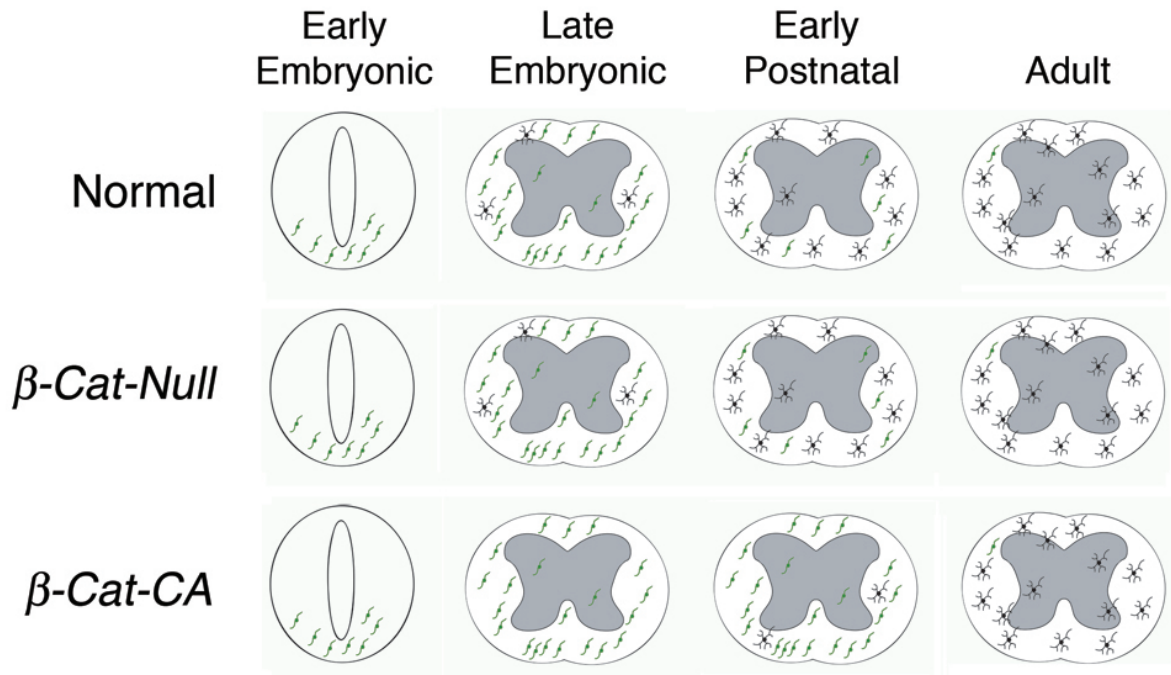 Early
Embryonic
Late
Embryonic
Early
Postnatal
Adult
Normal
β-Cat-Null
β-Cat-CA